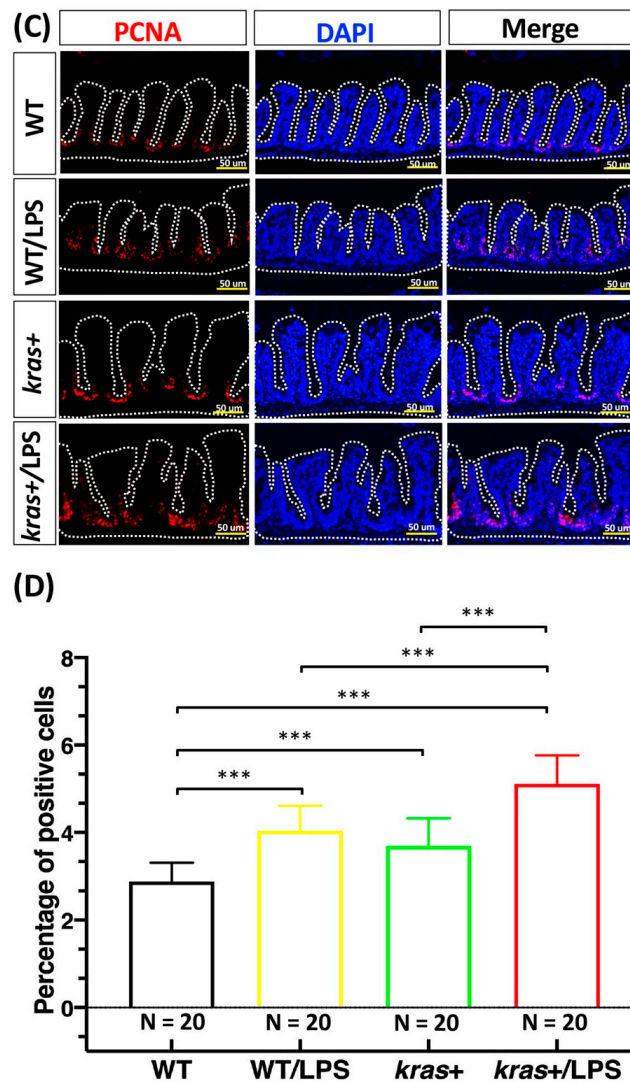 (C) PCNA DAPI Merge
WT
50 um 50 um 50 um
WT/LPS
50 um 50 um 50 um
kras+
50 um 50 um 50 um
kras+/LPS
50 um 50 um 50 um
(D)
***
***
***
***
***
Percentage of positive cells
8
6
4
2
0
N = 20 N = 20 N = 20 N = 20
WT WT/LPS kras+ kras+/LPS